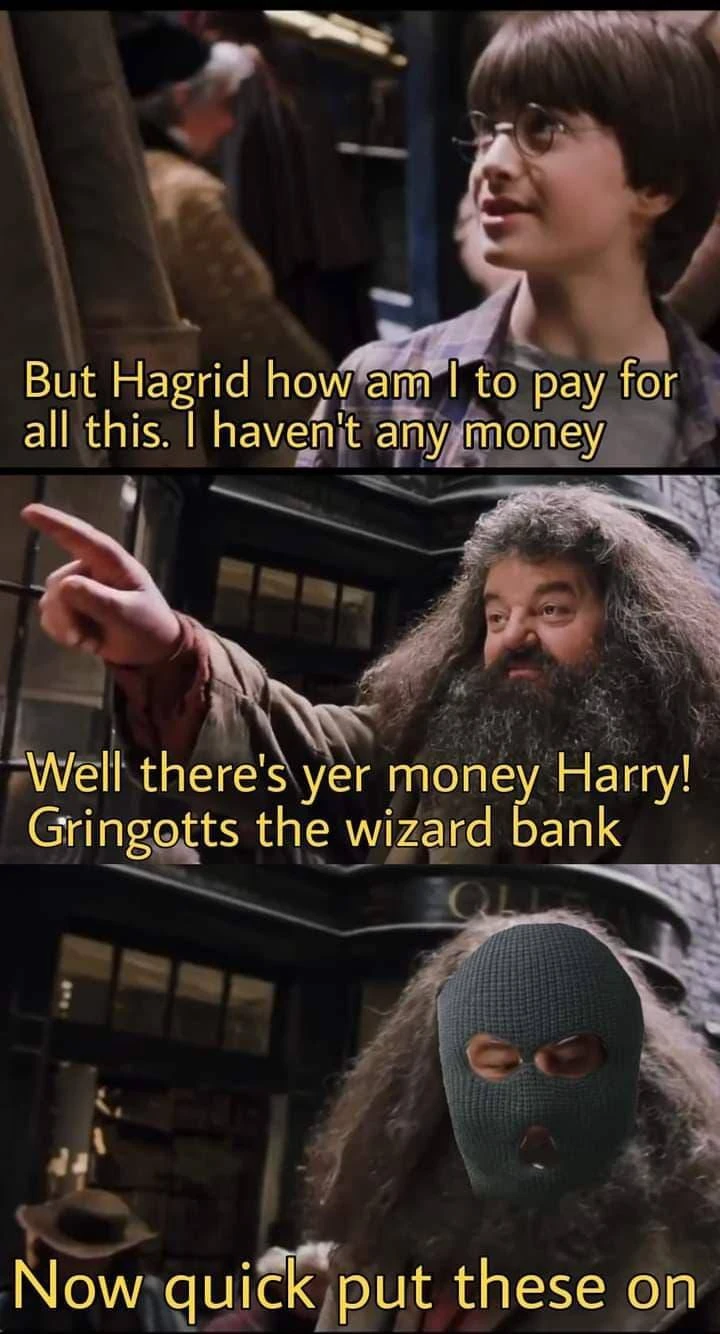 But Hagrid how am I to pay for
all this. I haven't any money
Well there's yer money Harry!
Gringotts the wizard bank
Now quick put these on